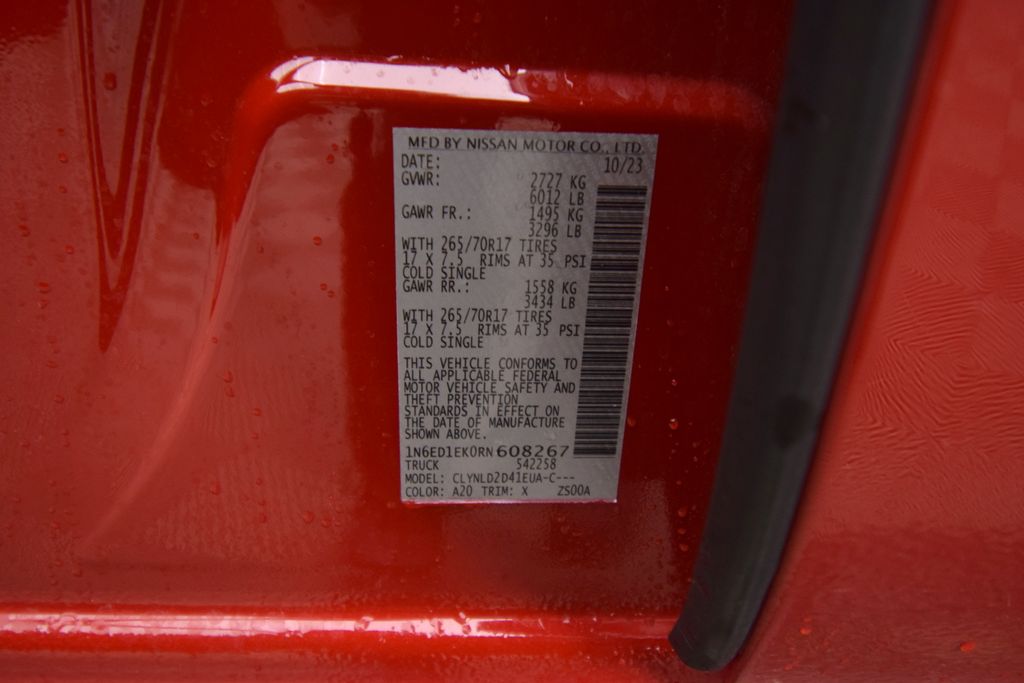 MFD BY NISSAN MOTOR CO., LTD.
DATE: 10/23
GVWR: 2727 KG
6012 LB
GAWR FR.: 1495 KG
3296 LB
WITH 265/70R17 TIRES
17 X 7.5 RIMS AT 35 PSI
COLD SINGLE
GAWR RR.: 1558 KG
3434 LB
WITH 265/70R17 TIRES
17 X 7.5 RIMS AT 35 PSI
COLD SINGLE
THIS VEHICLE CONFORMS TO
ALL APPLICABLE FEDERAL
MOTOR VEHICLE SAFETY AND
THEFT PREVENTION
STANDARDS IN EFFECT ON
THE DATE OF MANUFACTURE
SHOWN ABOVE.
1N6ED1EK0RN 608267
TRUCK 542258
MODEL: CLYNLD2D41EUA-C---
COLOR: A20 TRIM: X ZS00A